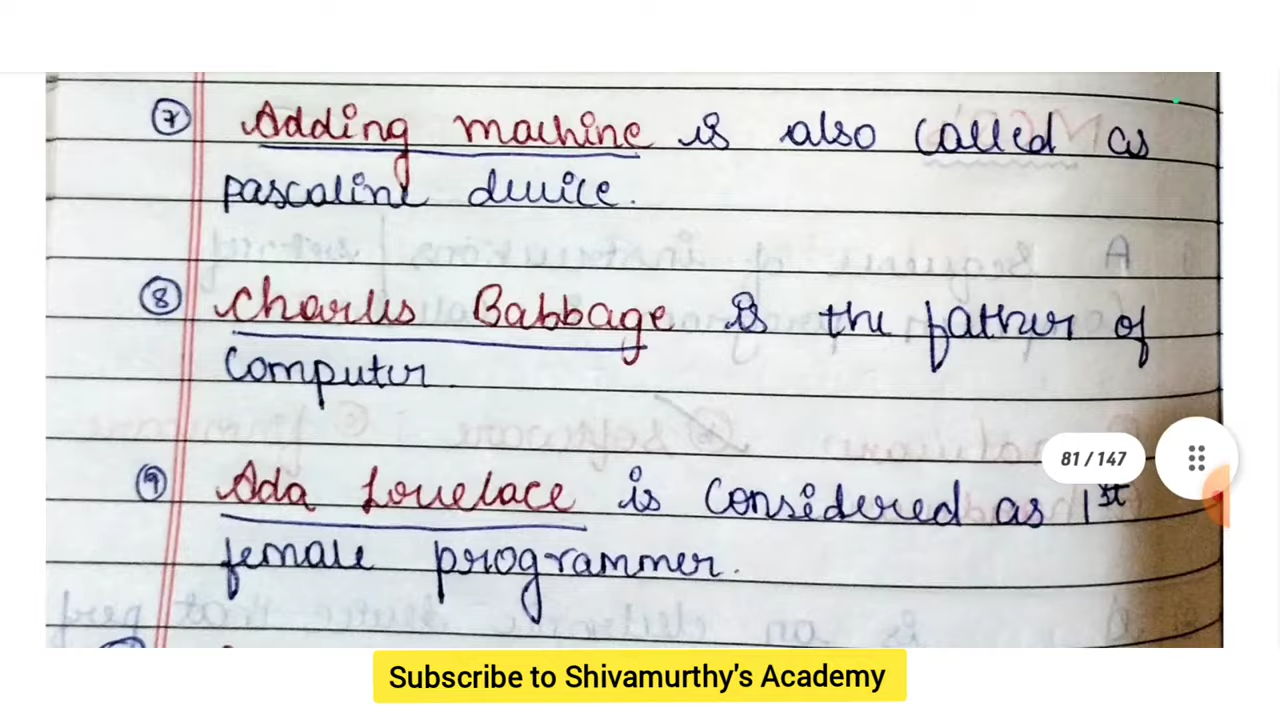 ⑦ Adding machine is also called as
pascaline device.
⑧ Charles Babbage is the father of
Computer
⑨ Ada Lovelace is considered as 1st
female programmer.
81 / 147
Subscribe to Shivamurthy's Academy